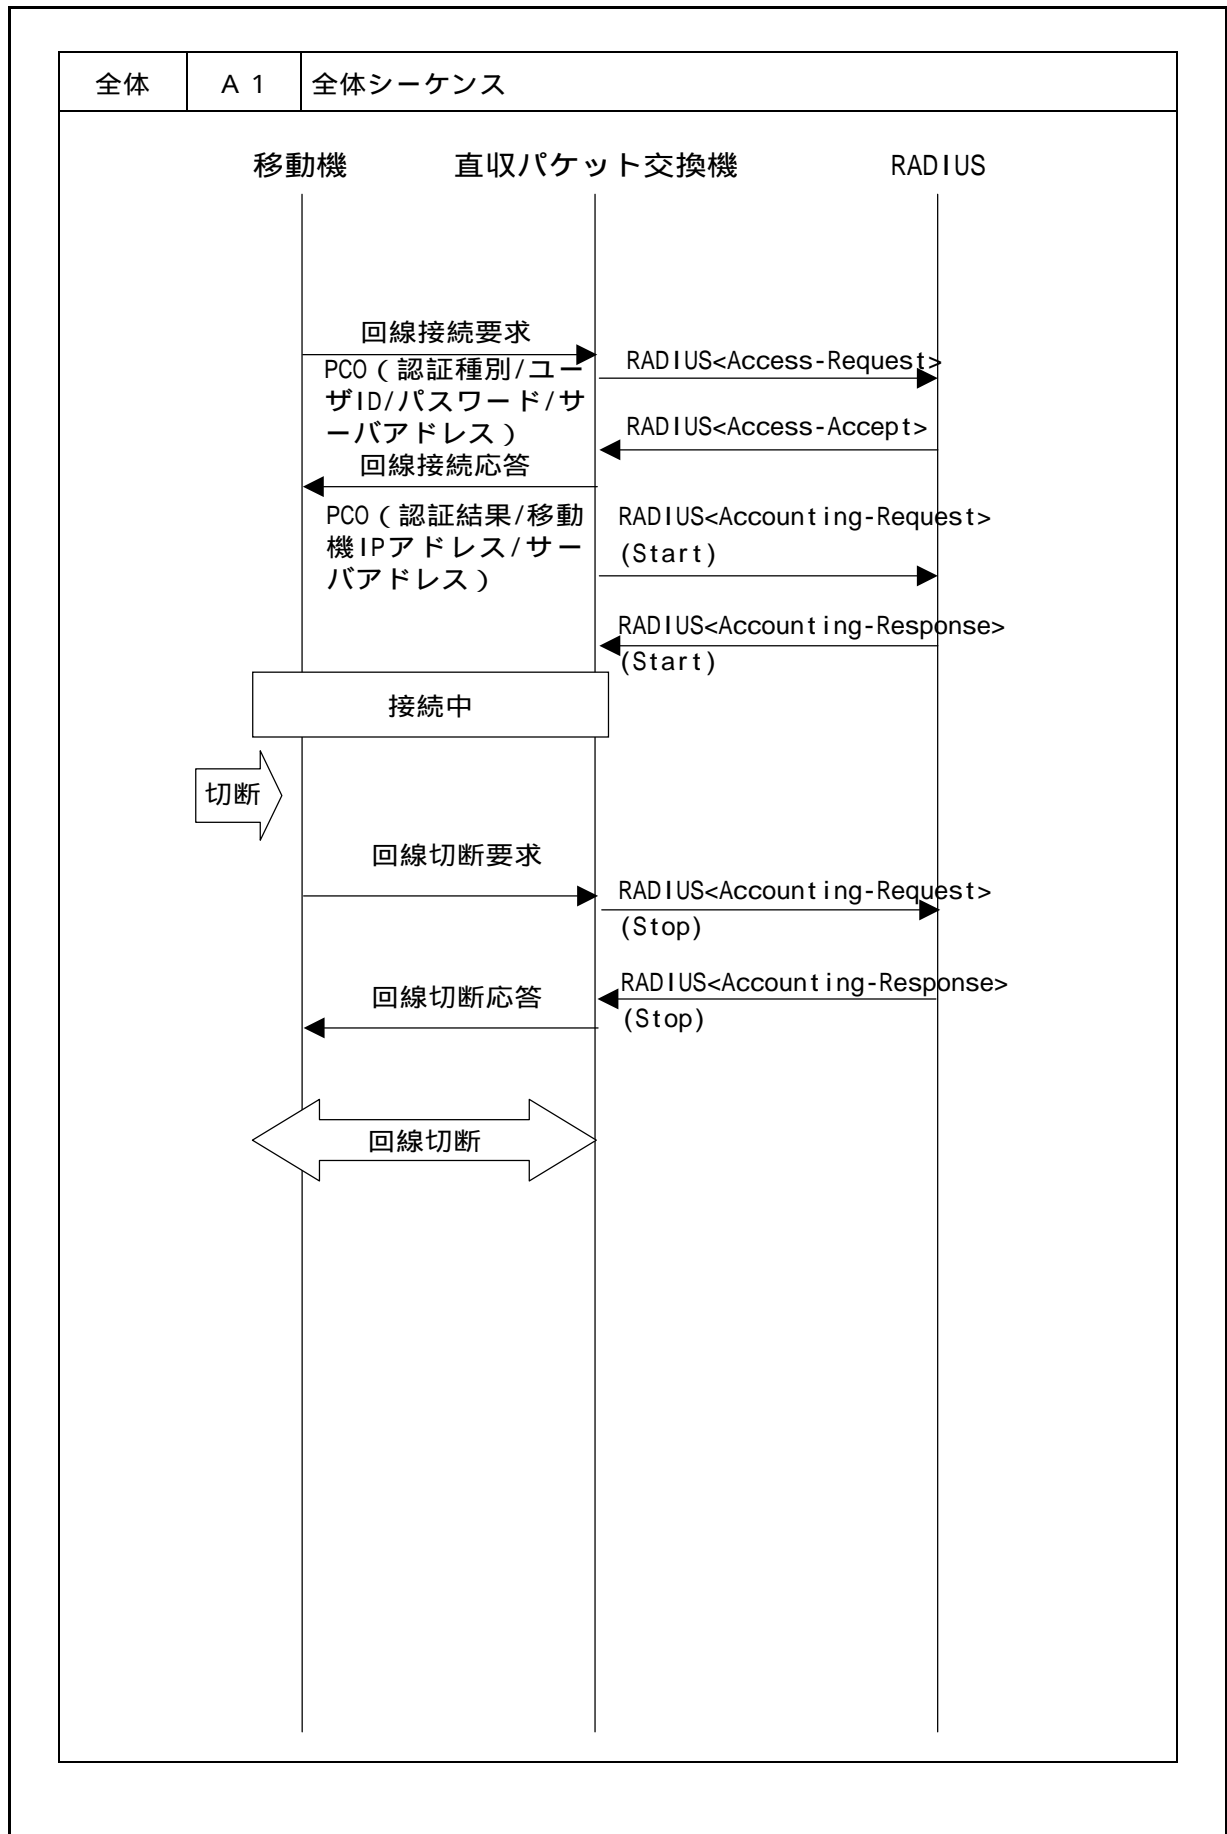 全体
A 1
全体シーケンス
移動機
直収パケット交換機
RADIUS
回線接続要求
PCO（認証種別/ユー
ザID/パスワード/サ
ーバアドレス）
RADIUS<Access-Request>
RADIUS<Access-Accept>
回線接続応答
PCO（認証結果/移動
機IPアドレス/サー
バアドレス）
RADIUS<Accounting-Request>
(Start)
RADIUS<Accounting-Response>
(Start)
接続中
切断
回線切断要求
RADIUS<Accounting-Request>
(Stop)
RADIUS<Accounting-Response>
(Stop)
回線切断応答
回線切断